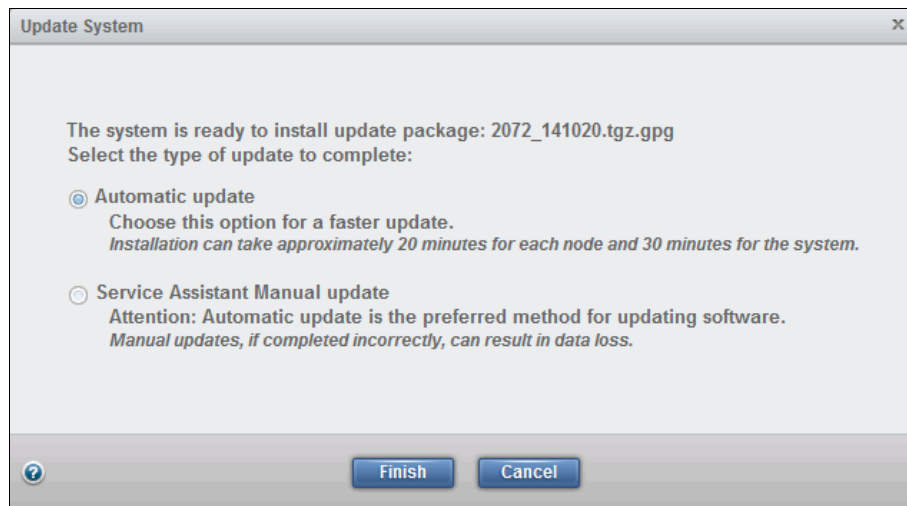 Update System
x
The system is ready to install update package: 2072_141020.tgz.gpg
Select the type of update to complete:
Automatic update
Choose this option for a faster update.
Installation can take approximately 20 minutes for each node and 30 minutes for the system.
Service Assistant Manual update
Attention: Automatic update is the preferred method for updating software.
Manual updates, if completed incorrectly, can result in data loss.
?
Finish
Cancel